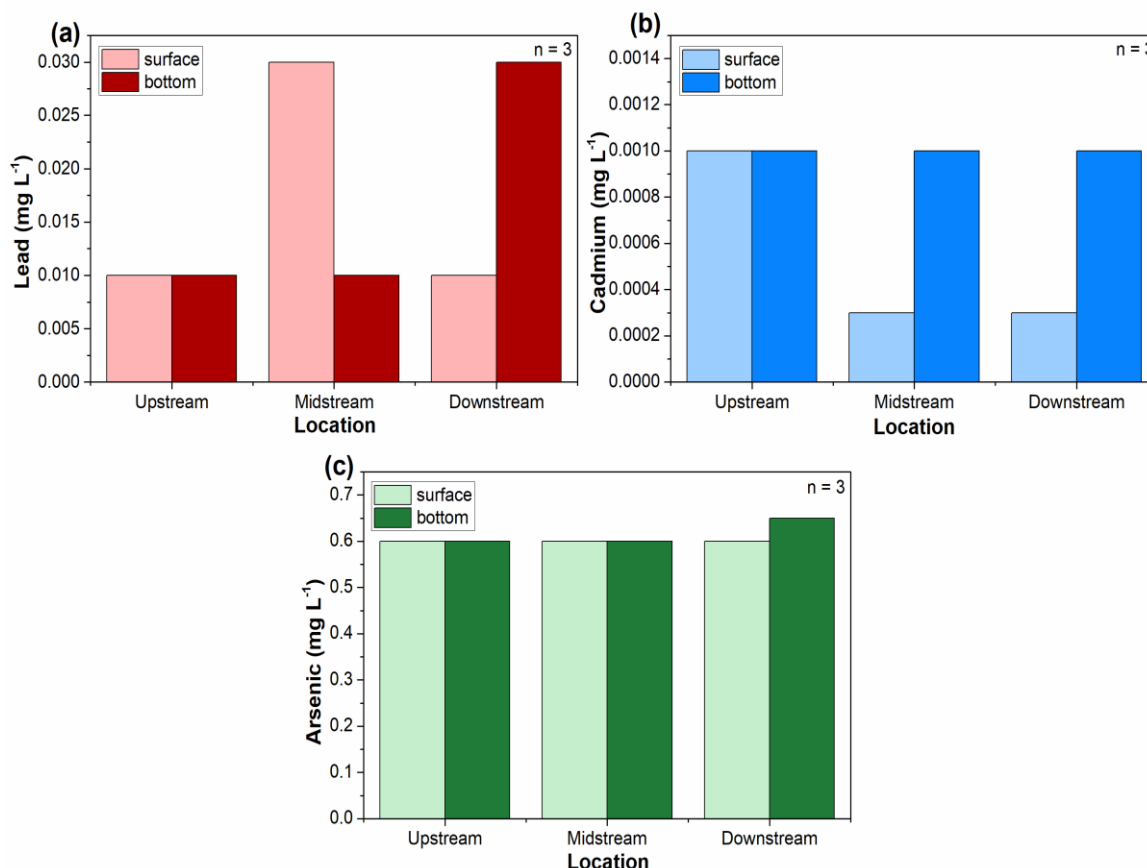 (a)
n = 3
surface
bottom
0.030
0.025
0.020
0.015
0.010
0.005
0.000
Lead (mg L⁻¹)
Upstream Midstream Downstream
Location
(b)
n = 3
surface
bottom
0.0014
0.0012
0.0010
0.0008
0.0006
0.0004
0.0002
0.0000
Cadmium (mg L⁻¹)
Upstream Midstream Downstream
Location
(c)
n = 3
surface
bottom
0.7
0.6
0.5
0.4
0.3
0.2
0.1
0.0
Arsenic (mg L⁻¹)
Upstream Midstream Downstream
Location